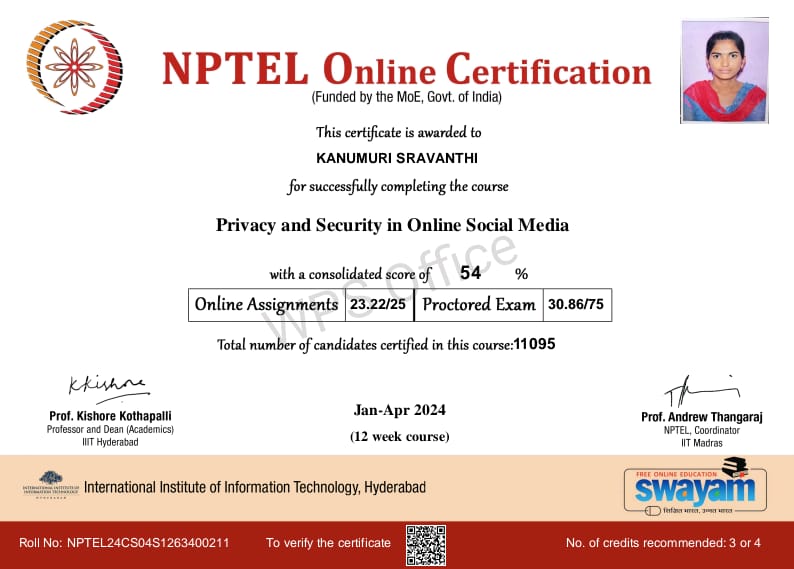 NPTEL Online Certification
(Funded by the MoE, Govt. of India)
This certificate is awarded to
KANUMURI SRAVANTHI
for successfully completing the course
Privacy and Security in Online Social Media
with a consolidated score of 54 %
Online Assignments 23.22/25 Proctored Exam 30.86/75
WPS Office
Total number of candidates certified in this course:11095
Kkishore
Prof. Kishore Kothapalli
Professor and Dean (Academics)
IIIT Hyderabad
Jan-Apr 2024
(12 week course)
Prof. Andrew Thangaraj
NPTEL, Coordinator
IIT Madras
INTERNATIONAL INSTITUTE OF
INFORMATION TECHNOLOGY
HYDERABAD
International Institute of Information Technology, Hyderabad
FREE ONLINE EDUCATION
swayam
शिक्षित भारत, उन्नत भारत
Roll No: NPTEL24CS04S1263400211 To verify the certificate No. of credits recommended: 3 or 4